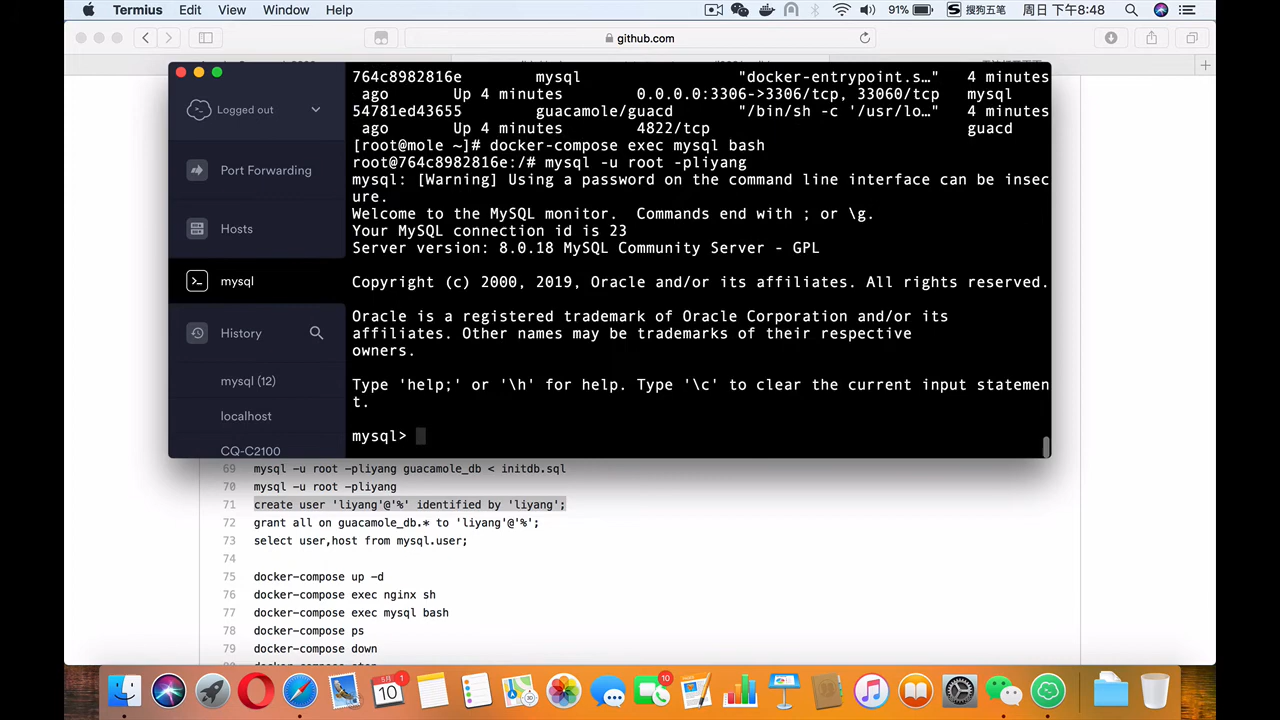 Termius Edit View Window Help
91%
S 搜狗五笔 周日 下午8:48
github.com
Logged out
Port Forwarding
Hosts
mysql
History
mysql (12)
localhost
CQ-C2100
764c8982816e mysql "docker-entrypoint.s…" 4 minutes
ago Up 4 minutes 0.0.0.0:3306->3306/tcp, 33060/tcp mysql
54781ed43655 guacamole/guacd "/bin/sh -c '/usr/lo…" 4 minutes
ago Up 4 minutes 4822/tcp guacd
[root@mole ~]# docker-compose exec mysql bash
root@764c8982816e:/# mysql -u root -pliyang
mysql: [Warning] Using a password on the command line interface can be insec
ure.
Welcome to the MySQL monitor. Commands end with ; or \g.
Your MySQL connection id is 23
Server version: 8.0.18 MySQL Community Server - GPL
Copyright (c) 2000, 2019, Oracle and/or its affiliates. All rights reserved.
Oracle is a registered trademark of Oracle Corporation and/or its
affiliates. Other names may be trademarks of their respective
owners.
Type 'help;' or '\h' for help. Type '\c' to clear the current input statemen
t.
mysql>
69 mysql -u root -pliyang guacamole_db < initdb.sql
70 mysql -u root -pliyang
71 create user 'liyang'@'%' identified by 'liyang';
72 grant all on guacamole_db.* to 'liyang'@'%';
73 select user,host from mysql.user;
74
75 docker-compose up -d
76 docker-compose exec nginx sh
77 docker-compose exec mysql bash
78 docker-compose ps
79 docker-compose down
5月
1
10
10